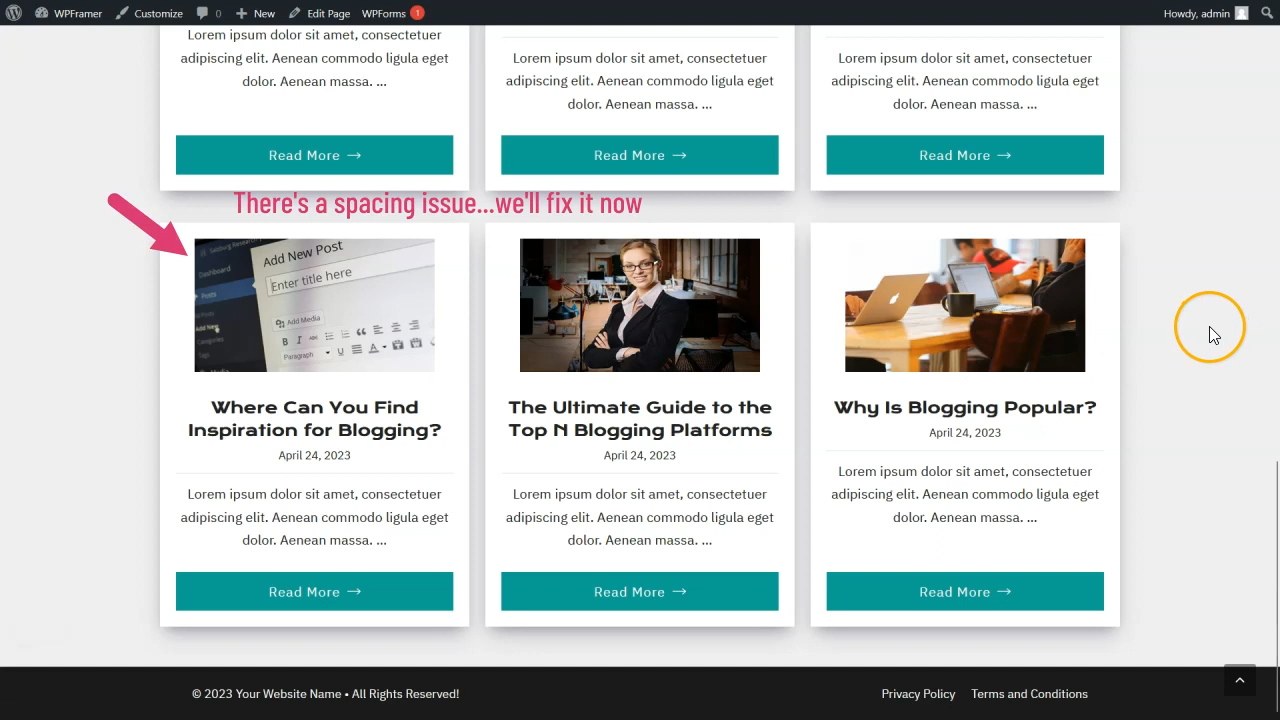 WPFramer Customize 0 New Edit Page WPForms 1 Howdy, admin
Lorem ipsum dolor sit amet, consectetuer
adipiscing elit. Aenean commodo ligula eget
dolor. Aenean massa. ...
Read More →
Lorem ipsum dolor sit amet, consectetuer
adipiscing elit. Aenean commodo ligula eget
dolor. Aenean massa. ...
Read More →
Lorem ipsum dolor sit amet, consectetuer
adipiscing elit. Aenean commodo ligula eget
dolor. Aenean massa. ...
Read More →
There's a spacing issue...we'll fix it now
Dashboard
Posts
Add New
Categories
Add New Post
Enter title here
Add Media
B I
Paragraph
Where Can You Find
Inspiration for Blogging?
April 24, 2023
Lorem ipsum dolor sit amet, consectetuer
adipiscing elit. Aenean commodo ligula eget
dolor. Aenean massa. ...
Read More →
The Ultimate Guide to the
Top N Blogging Platforms
April 24, 2023
Lorem ipsum dolor sit amet, consectetuer
adipiscing elit. Aenean commodo ligula eget
dolor. Aenean massa. ...
Read More →
Why Is Blogging Popular?
April 24, 2023
Lorem ipsum dolor sit amet, consectetuer
adipiscing elit. Aenean commodo ligula eget
dolor. Aenean massa. ...
Read More →
© 2023 Your Website Name • All Rights Reserved!
Privacy Policy Terms and Conditions